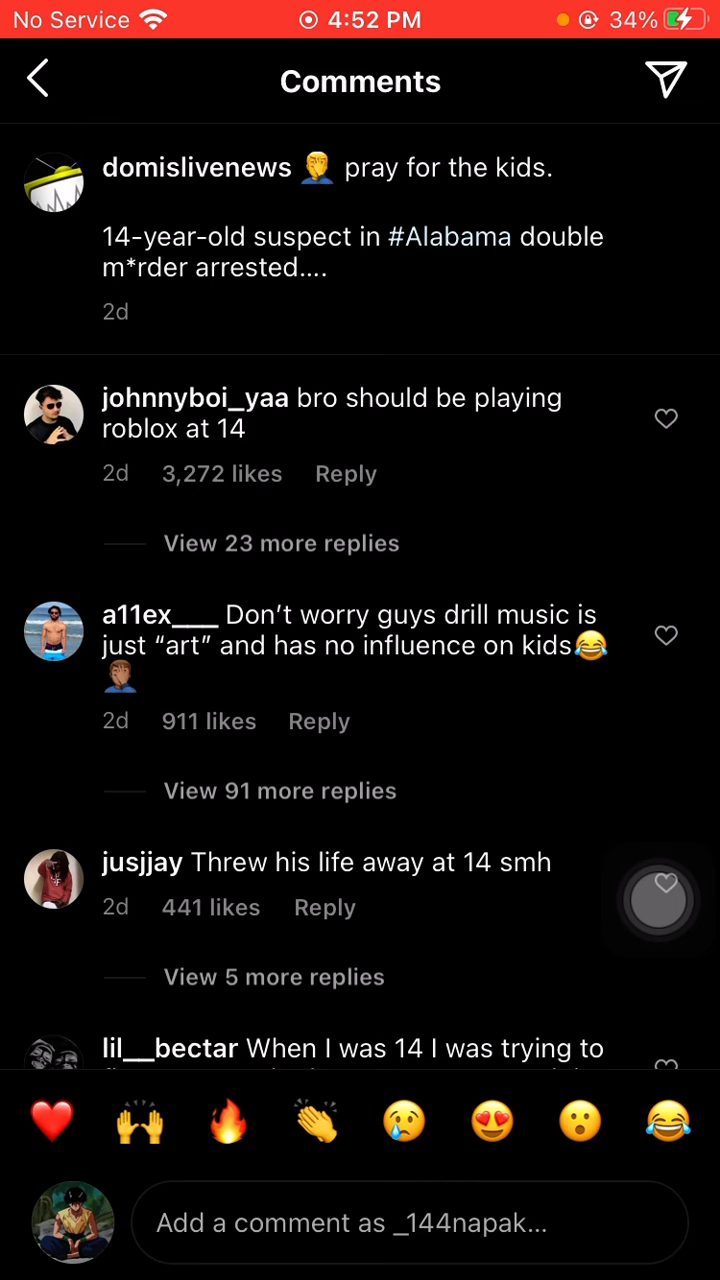 No Service 4:52 PM 34%
Comments
domislivenews 🤦‍♂️ pray for the kids.
14-year-old suspect in #Alabama double
m*rder arrested....
2d
johnnyboi_yaa bro should be playing
roblox at 14
2d 3,272 likes Reply
View 23 more replies
a11ex___ Don’t worry guys drill music is
just “art” and has no influence on kids😂
🤦🏽‍♂️
2d 911 likes Reply
View 91 more replies
jusjjay Threw his life away at 14 smh
2d 441 likes Reply
View 5 more replies
lil__bectar When I was 14 I was trying to
Add a comment as _144napak...